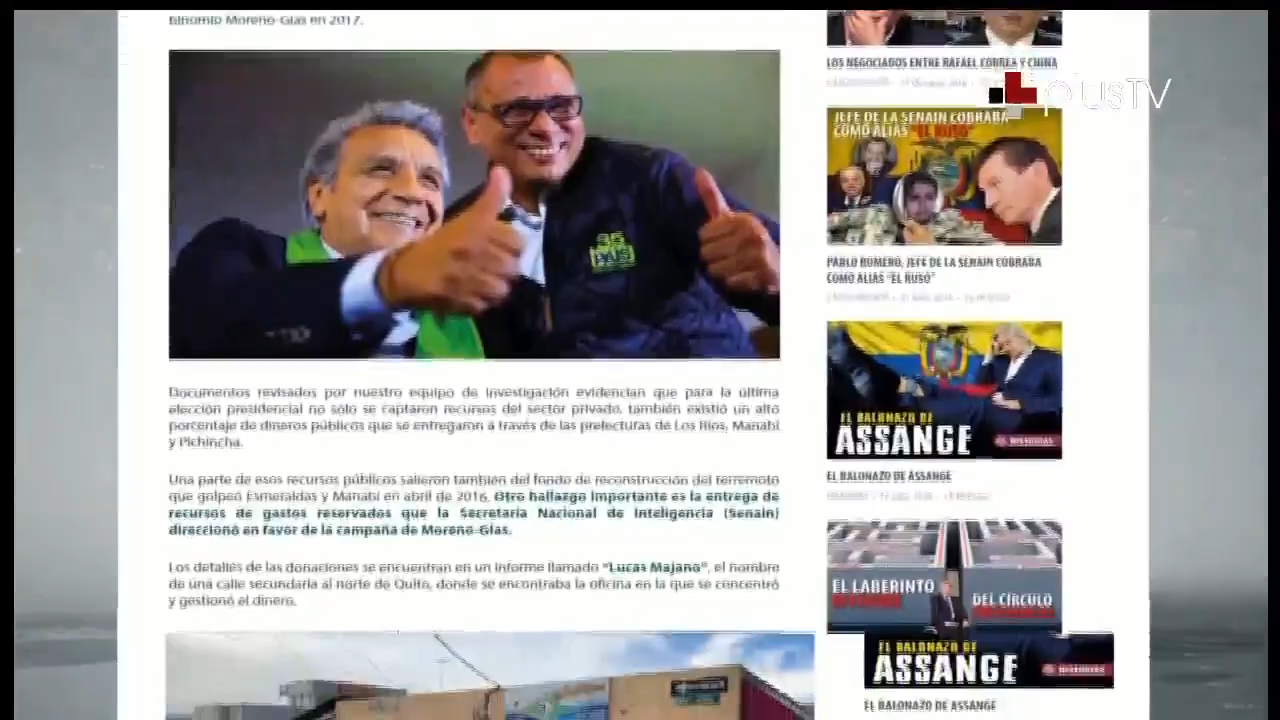 binomio Moreno-Glas en 2017.
35
PAIS
Documentos revisados por nuestro equipo de investigación evidencian que para la última
elección presidencial no sólo se captaron recursos del sector privado, también existió un alto
porcentaje de dineros públicos que se entregaron a través de las prefecturas de Los Ríos, Manabí
y Pichincha.
Una parte de esos recursos públicos salieron también del fondo de reconstrucción del terremoto
que golpeó Esmeraldas y Manabí en abril de 2016. Otro hallazgo importante es la entrega de
recursos de gastos reservados que la Secretaría Nacional de Inteligencia (Senain)
direccionó en favor de la campaña de Moreno-Glas.
Los detalles de las donaciones se encuentran en un informe llamado "Lucas Majano", el nombre
de una calle secundaria al norte de Quito, donde se encontraba la oficina en la que se concentró
y gestionó el dinero.
LOS NEGOCIADOS ENTRE RAFAEL CORREA Y CHINA
plusTV
JEFE DE LA SENAIN COBRABA
COMO ALIAS "EL RUSO"
PABLO ROMERO, JEFE DE LA SENAIN COBRABA
COMO ALIAS "EL RUSO"
EL BALONAZO DE
ASSANGE
EL BALONAZO DE ASSANGE
EL LABERINTO
DEL CÍRCULO
EL BALONAZO DE
ASSANGE
EL BALONAZO DE ASSANGE